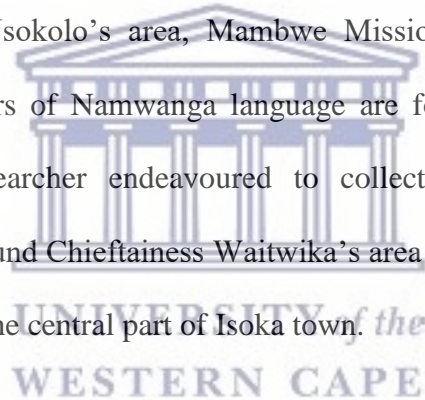 Nsokolo's area, Mambwe Missio
rs of Namwanga language are fo
earcher endeavoured to collect
und Chieftainess Waitwika's area
he central part of Isoka town.
UNIVERSITY of the
WESTERN CAPE